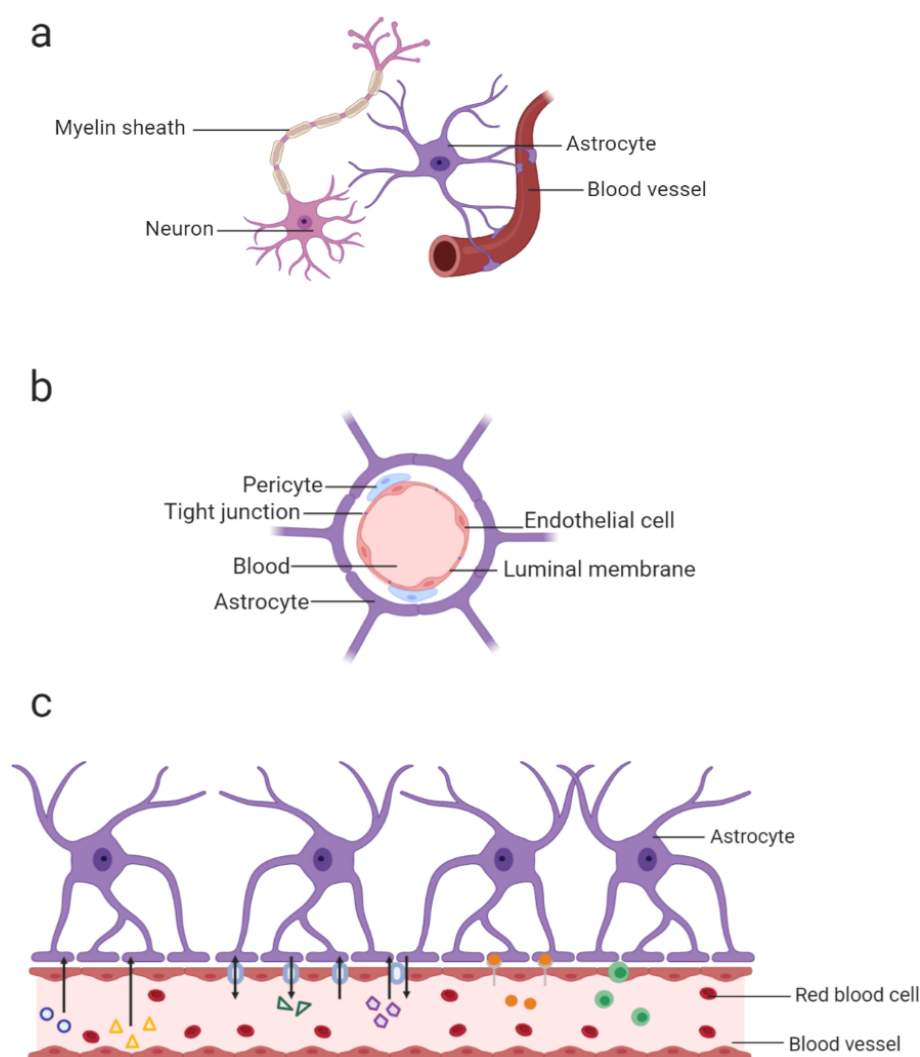 a
Myelin sheath
Astrocyte
Blood vessel
Neuron
b
Pericyte
Tight junction
Endothelial cell
Blood
Luminal membrane
Astrocyte
c
Astrocyte
Red blood cell
Blood vessel